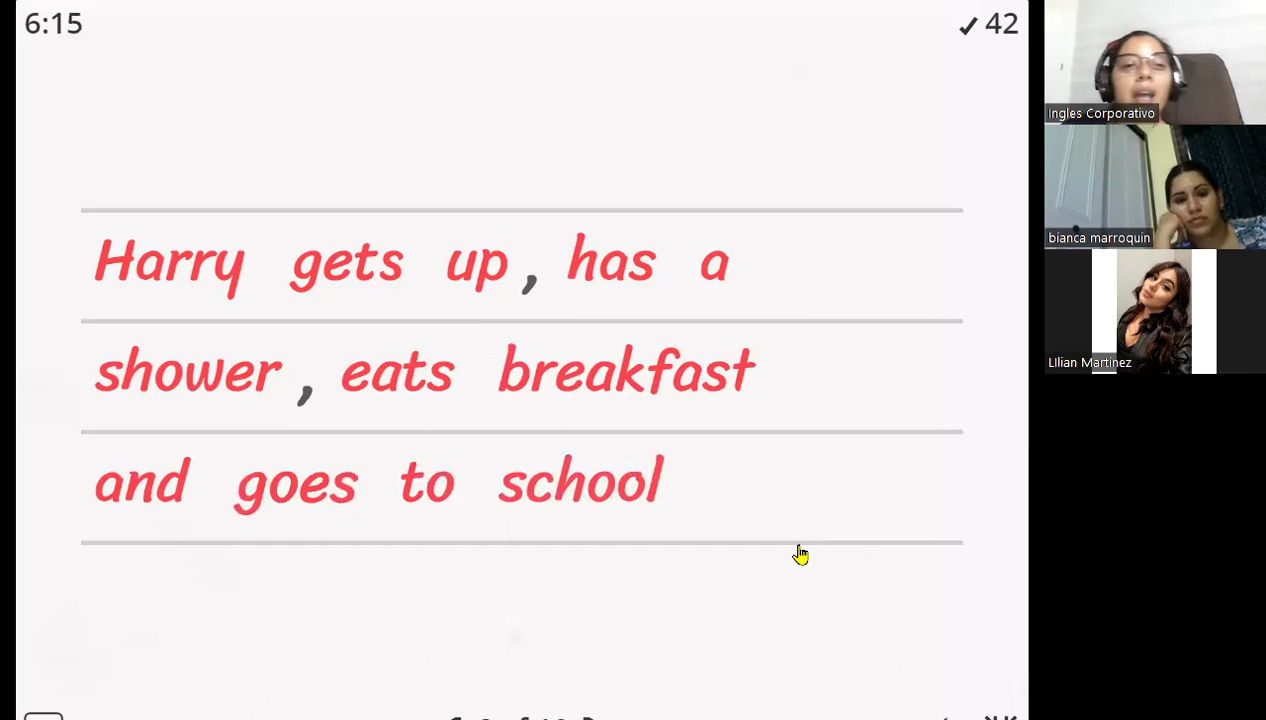 6:15
✓ 42
Harry gets up, has a
shower, eats breakfast
and goes to school
Ingles Corporativo
bianca marroquin
LIlian Martinez